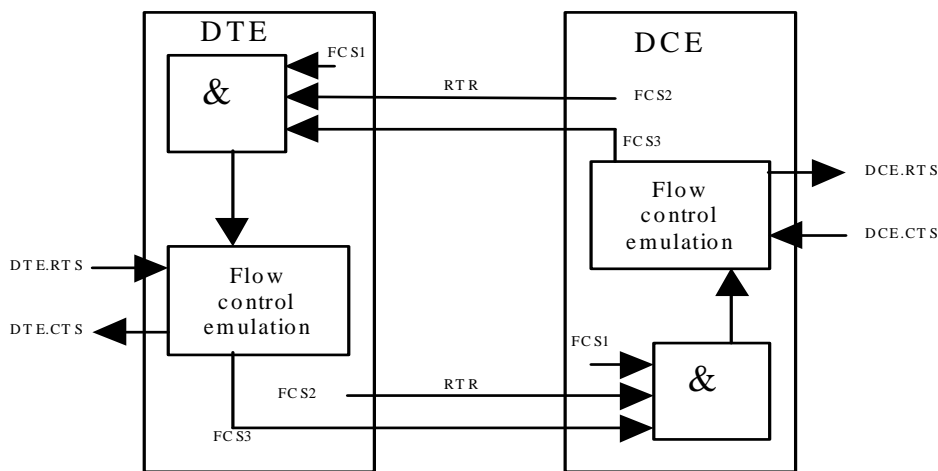 DTE
DCE
FCS1
&
RTR
FCS2
FCS3
DCE.RTS
Flow
control
emulation
DCE.CTS
DTE.RTS
Flow
control
emulation
DTE.CTS
FCS1
&
FCS2
RTR
FCS3